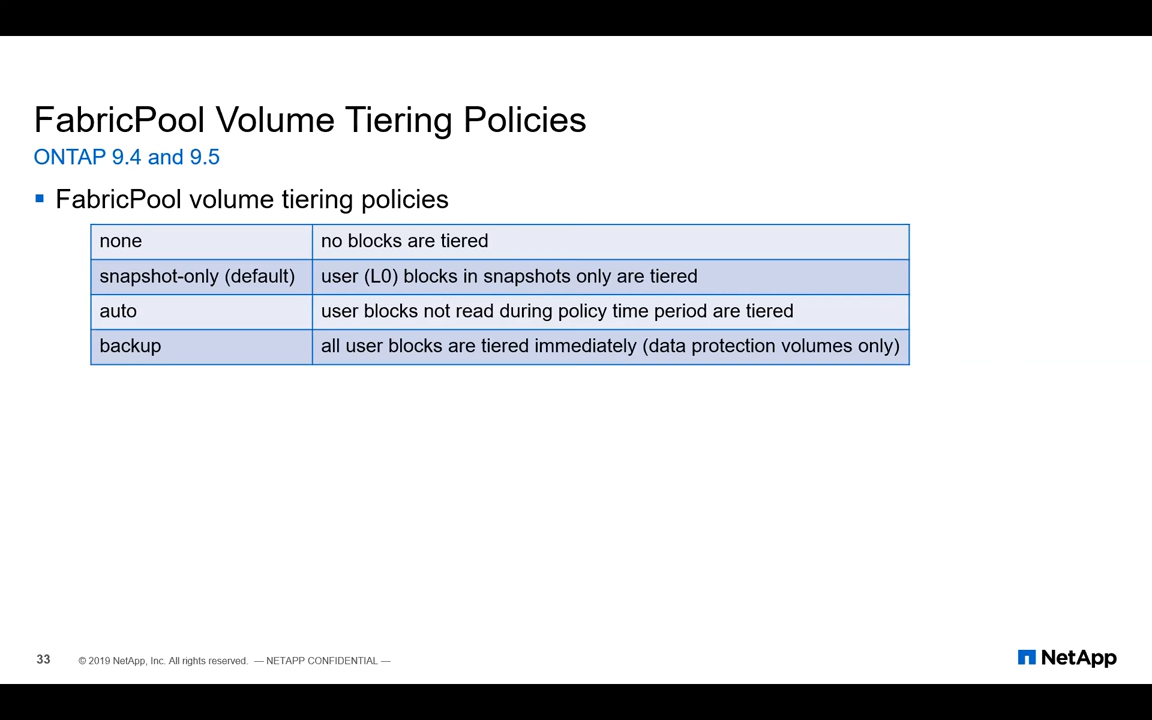 FabricPool Volume Tiering Policies
ONTAP 9.4 and 9.5
FabricPool volume tiering policies
none no blocks are tiered
snapshot-only (default) user (L0) blocks in snapshots only are tiered
auto user blocks not read during policy time period are tiered
backup all user blocks are tiered immediately (data protection volumes only)
33 © 2019 NetApp, Inc. All rights reserved. — NETAPP CONFIDENTIAL —
NetApp